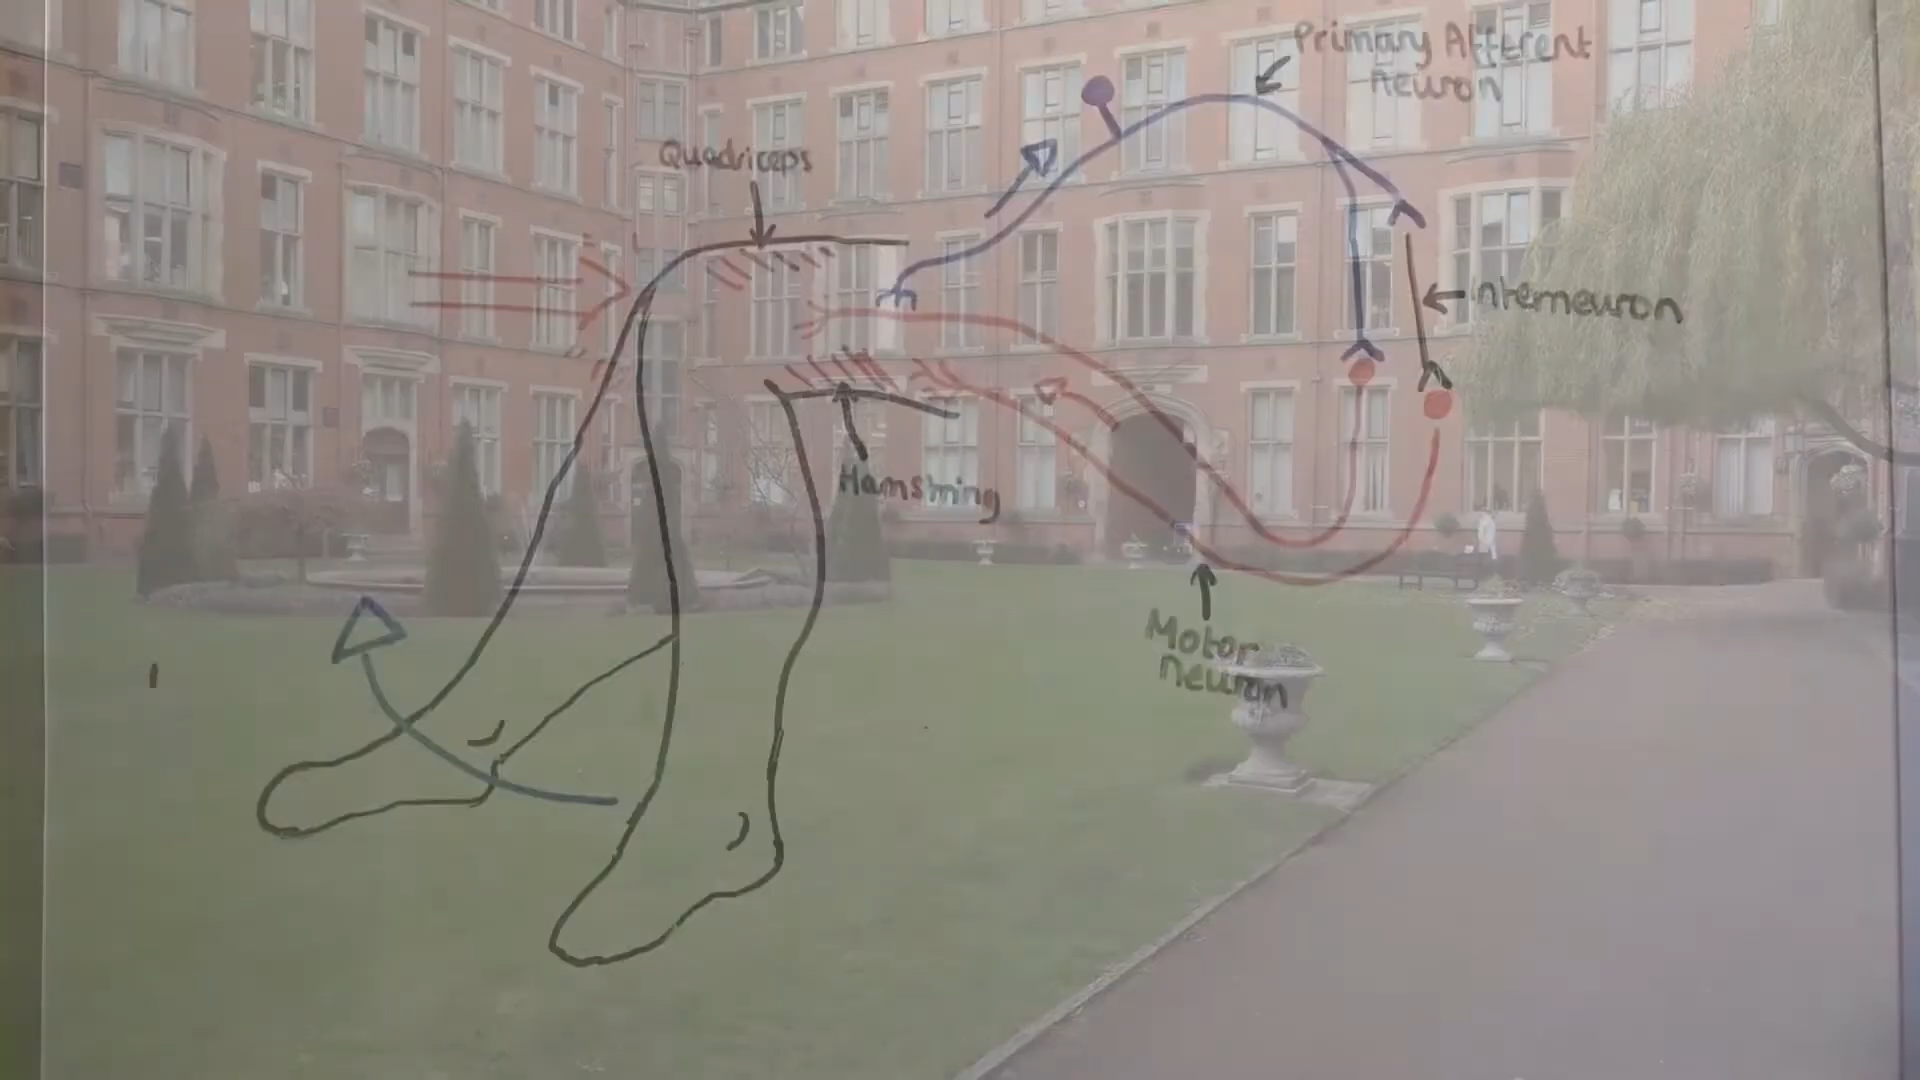 Primary Afferent
neuron
Quadriceps
Interneuron
Hamstring
Motor
neuron